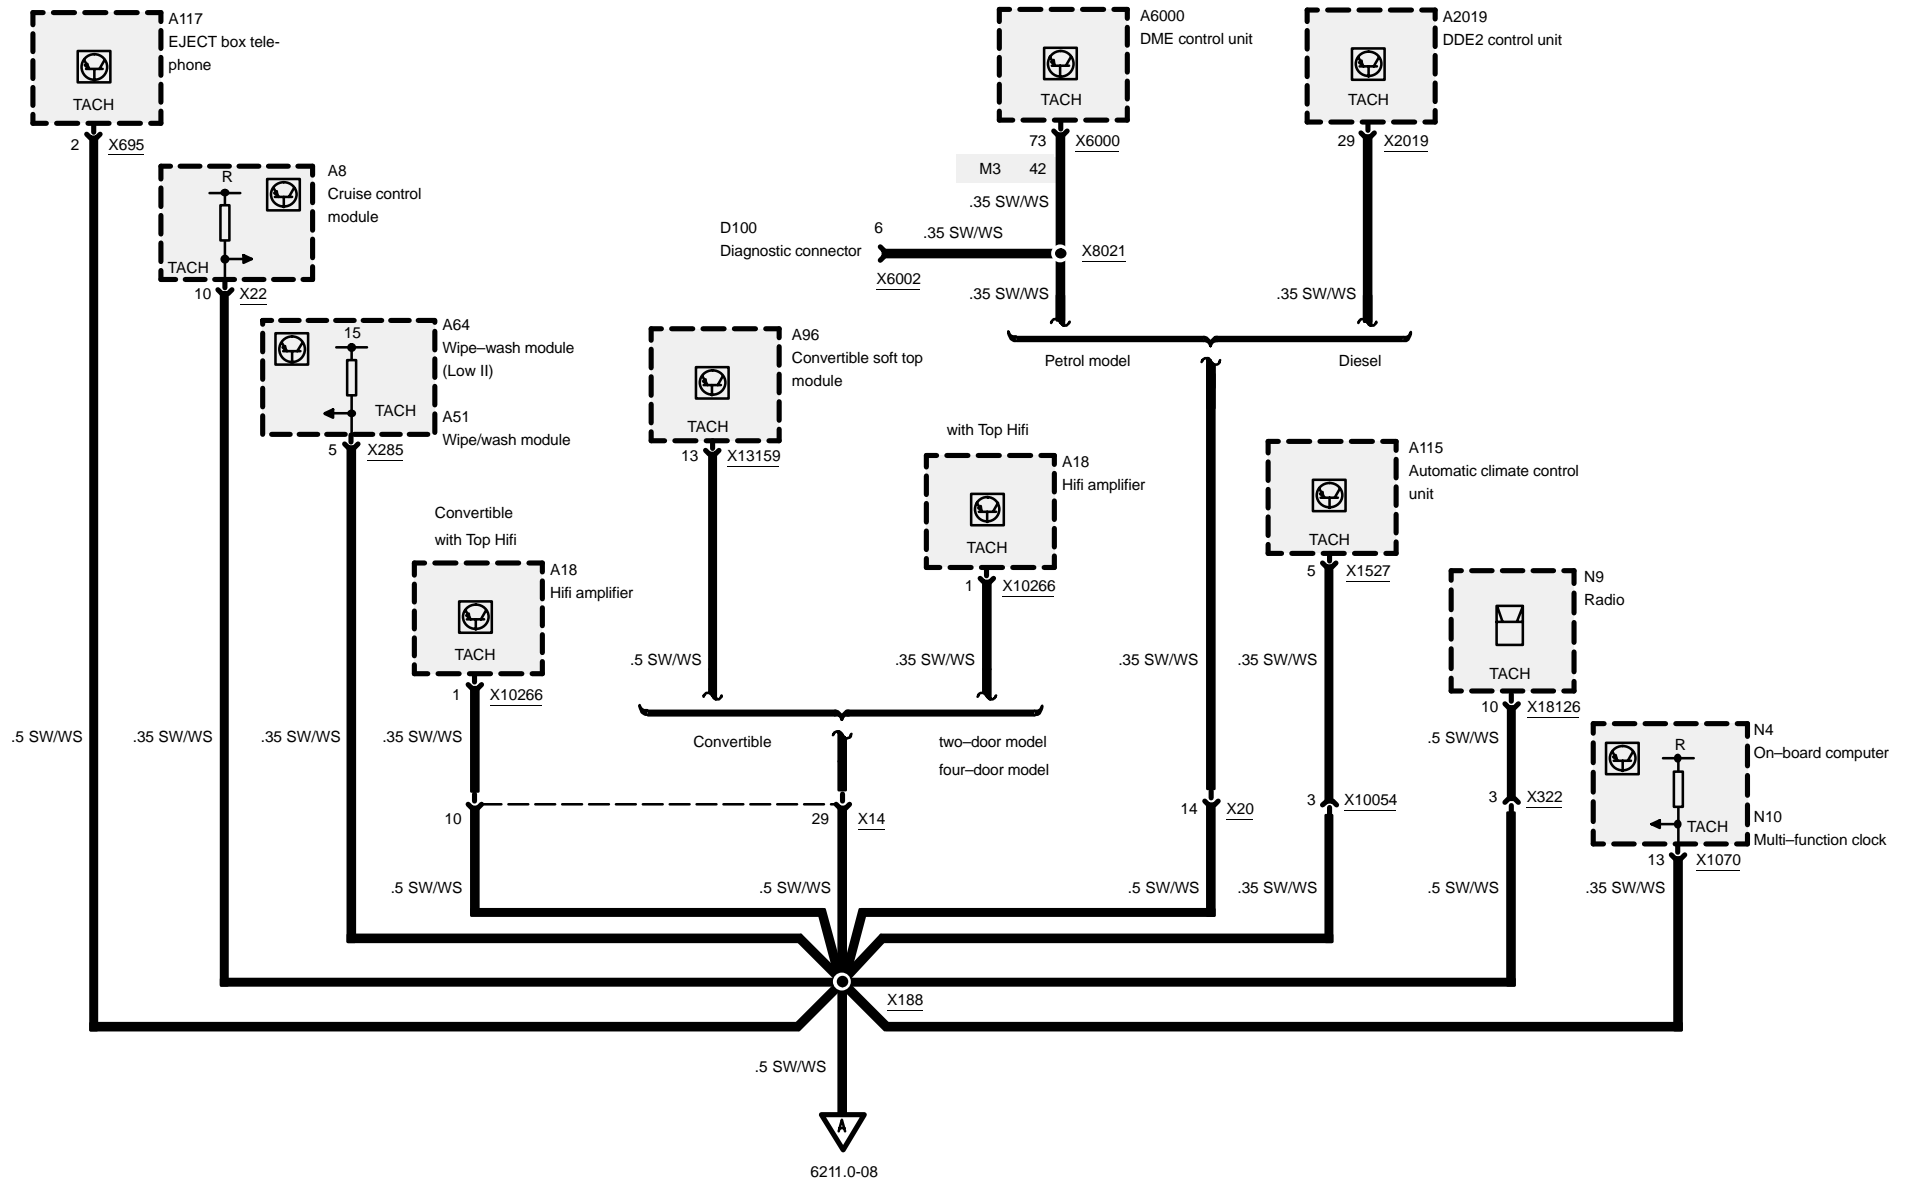 A117
EJECT box tele-
phone
TACH
2 X695
A8
Cruise control
module
R
TACH
10 X22
A64
Wipe–wash module
(Low II)
A51
Wipe/wash module
15
TACH
5 X285
Convertible
with Top Hifi
A18
Hifi amplifier
TACH
1 X10266
A96
Convertible soft top
module
TACH
13 X13159
with Top Hifi
A18
Hifi amplifier
TACH
1 X10266
A6000
DME control unit
TACH
73 X6000
M3 42
.35 SW/WS
D100
Diagnostic connector
6
.35 SW/WS
X6002
X8021
.35 SW/WS
A2019
DDE2 control unit
TACH
29 X2019
.35 SW/WS
Petrol model
Diesel
A115
Automatic climate control
unit
TACH
5 X1527
N9
Radio
TACH
10 X18126
N4
On–board computer
R
N10
Multi–function clock
TACH
13 X1070
.5 SW/WS
.35 SW/WS
.35 SW/WS
.35 SW/WS
.5 SW/WS
.35 SW/WS
.35 SW/WS
.35 SW/WS
.5 SW/WS
Convertible
two–door model
four–door model
10
29 X14
14 X20
3 X10054
3 X322
.5 SW/WS
.5 SW/WS
.5 SW/WS
.35 SW/WS
.5 SW/WS
.35 SW/WS
X188
.5 SW/WS
A
6211.0-08